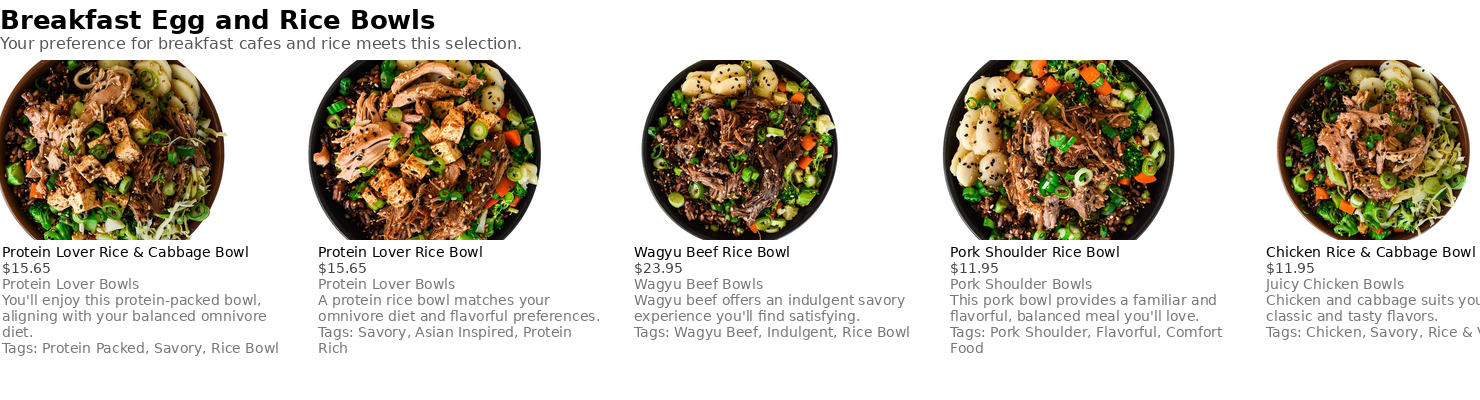 Breakfast Egg and Rice Bowls
Your preference for breakfast cafes and rice meets this selection.
Protein Lover Rice & Cabbage Bowl
$15.65
Protein Lover Bowls
You'll enjoy this protein-packed bowl,
aligning with your balanced omnivore
diet.
Tags: Protein Packed, Savory, Rice Bowl
Protein Lover Rice Bowl
$15.65
Protein Lover Bowls
A protein rice bowl matches your
omnivore diet and flavorful preferences.
Tags: Savory, Asian Inspired, Protein
Rich
Wagyu Beef Rice Bowl
$23.95
Wagyu Beef Bowls
Wagyu beef offers an indulgent savory
experience you'll find satisfying.
Tags: Wagyu Beef, Indulgent, Rice Bowl
Pork Shoulder Rice Bowl
$11.95
Pork Shoulder Bowls
This pork bowl provides a familiar and
flavorful, balanced meal you'll love.
Tags: Pork Shoulder, Flavorful, Comfort
Food
Chicken Rice & Cabbage Bowl
$11.95
Juicy Chicken Bowls
Chicken and cabbage suits
classic and tasty flavors.
Tags: Chicken, Savory, Rice &